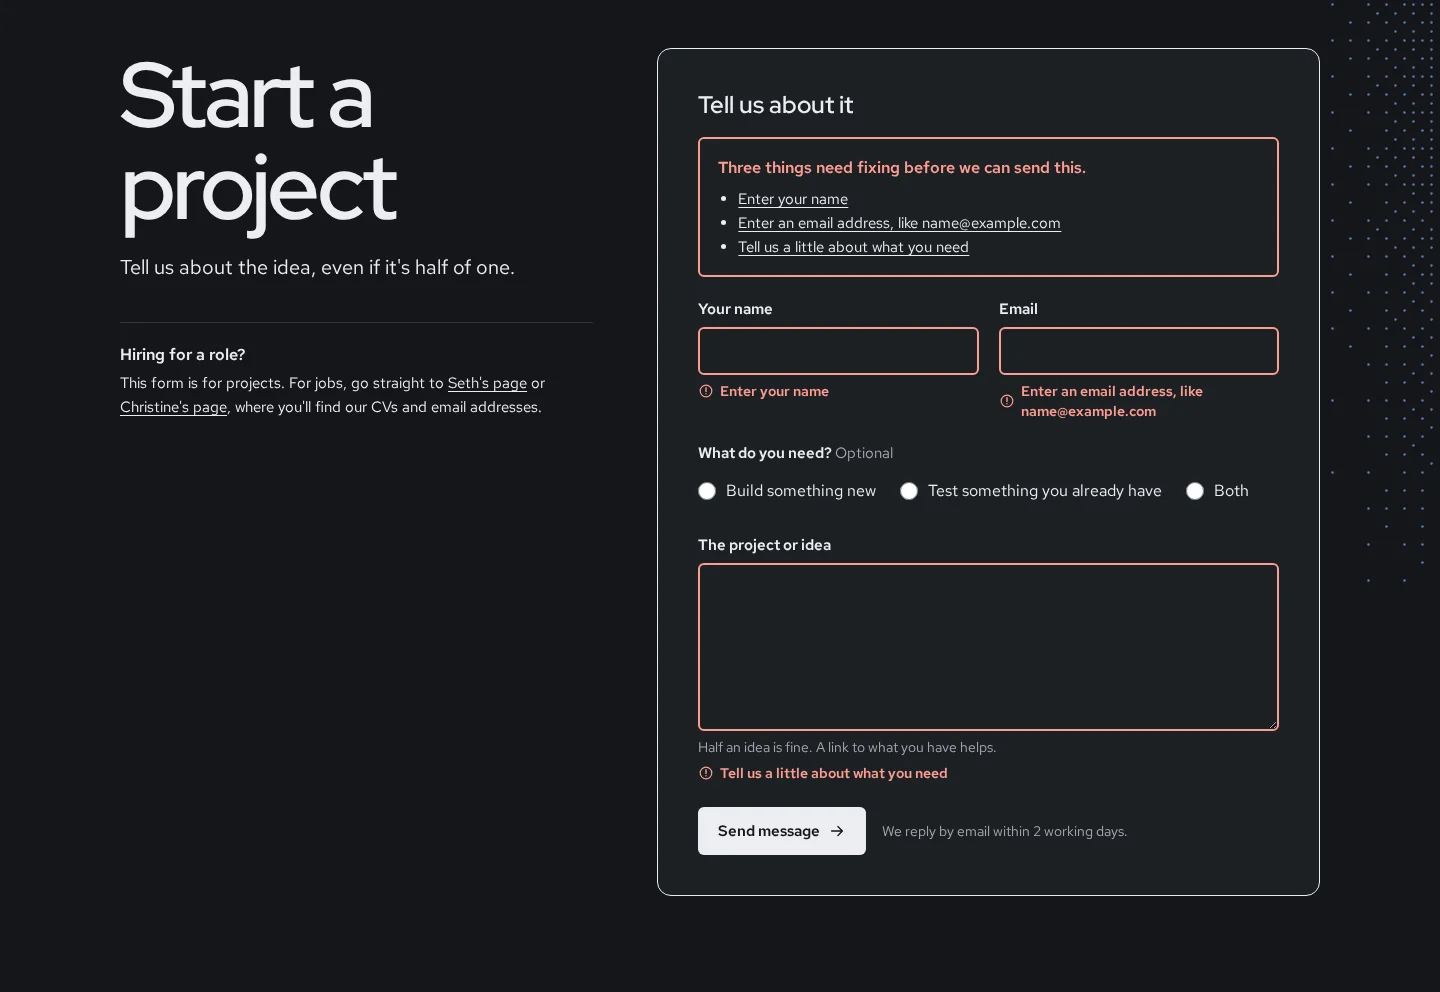 Start a
project
Tell us about the idea, even if it's half of one.
Hiring for a role?
This form is for projects. For jobs, go straight to Seth's page or
Christine's page, where you'll find our CVs and email addresses.
Tell us about it
Three things need fixing before we can send this.
Enter your name
Enter an email address, like name@example.com
Tell us a little about what you need
Your name
Enter your name
Email
Enter an email address, like
name@example.com
What do you need? Optional
Build something new
Test something you already have
Both
The project or idea
Half an idea is fine. A link to what you have helps.
Tell us a little about what you need
Send message →
We reply by email within 2 working days.